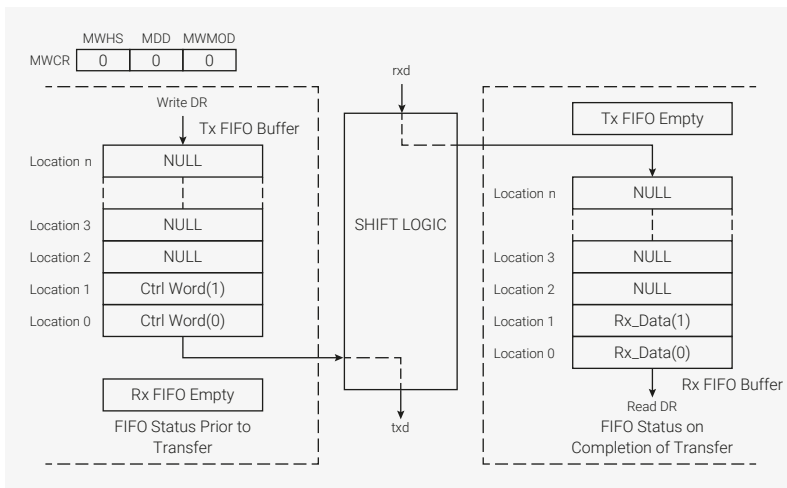 MWHS MDD MWMOD
MWCR 0 0 0
Write DR
Tx FIFO Buffer
Location n NULL
Location 3 NULL
Location 2 NULL
Location 1 Ctrl Word(1)
Location 0 Ctrl Word(0)
Rx FIFO Empty
FIFO Status Prior to
Transfer
rxd
SHIFT LOGIC
txd
Tx FIFO Empty
Location n NULL
Location 3 NULL
Location 2 NULL
Location 1 Rx_Data(1)
Location 0 Rx_Data(0)
Rx FIFO Buffer
Read DR
FIFO Status on
Completion of Transfer